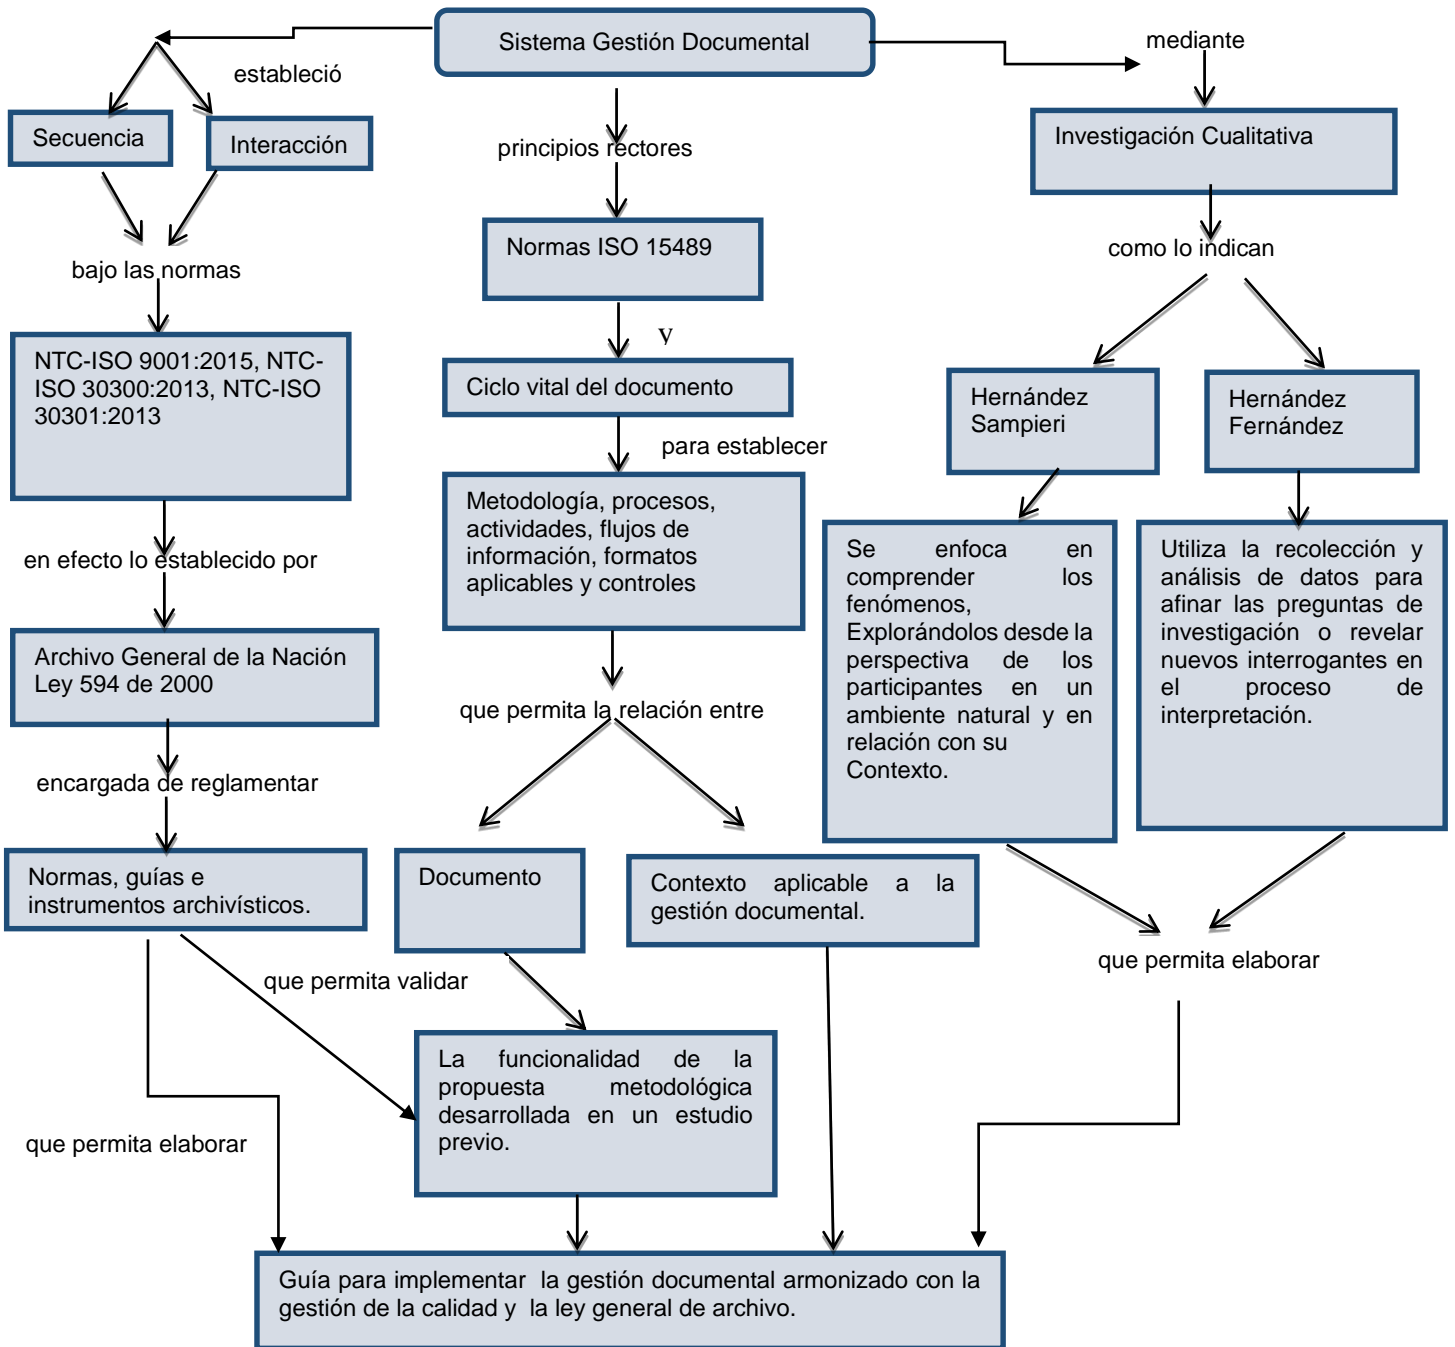 Sistema Gestión Documental
mediante
estableció
Secuencia
Interacción
principios rectores
Investigación Cualitativa
Normas ISO 15489
como lo indican
bajo las normas
y
NTC-ISO 9001:2015, NTC-
ISO 30300:2013, NTC-ISO
30301:2013
Ciclo vital del documento
Hernández
Sampieri
Hernández
Fernández
para establecer
Metodología, procesos,
actividades, flujos de
información, formatos
aplicables y controles
Se enfoca en
comprender los
fenómenos,
Explorándolos desde la
perspectiva de los
participantes en un
ambiente natural y en
relación con su
Contexto.
Utiliza la recolección y
análisis de datos para
afinar las preguntas de
investigación o revelar
nuevos interrogantes en
el proceso de
interpretación.
en efecto lo establecido por
Archivo General de la Nación
Ley 594 de 2000
que permita la relación entre
encargada de reglamentar
Normas, guías e
instrumentos archivísticos.
Documento
Contexto aplicable a la
gestión documental.
que permita validar
que permita elaborar
La funcionalidad de la
propuesta metodológica
desarrollada en un estudio
previo.
que permita elaborar
Guía para implementar la gestión documental armonizado con la
gestión de la calidad y la ley general de archivo.